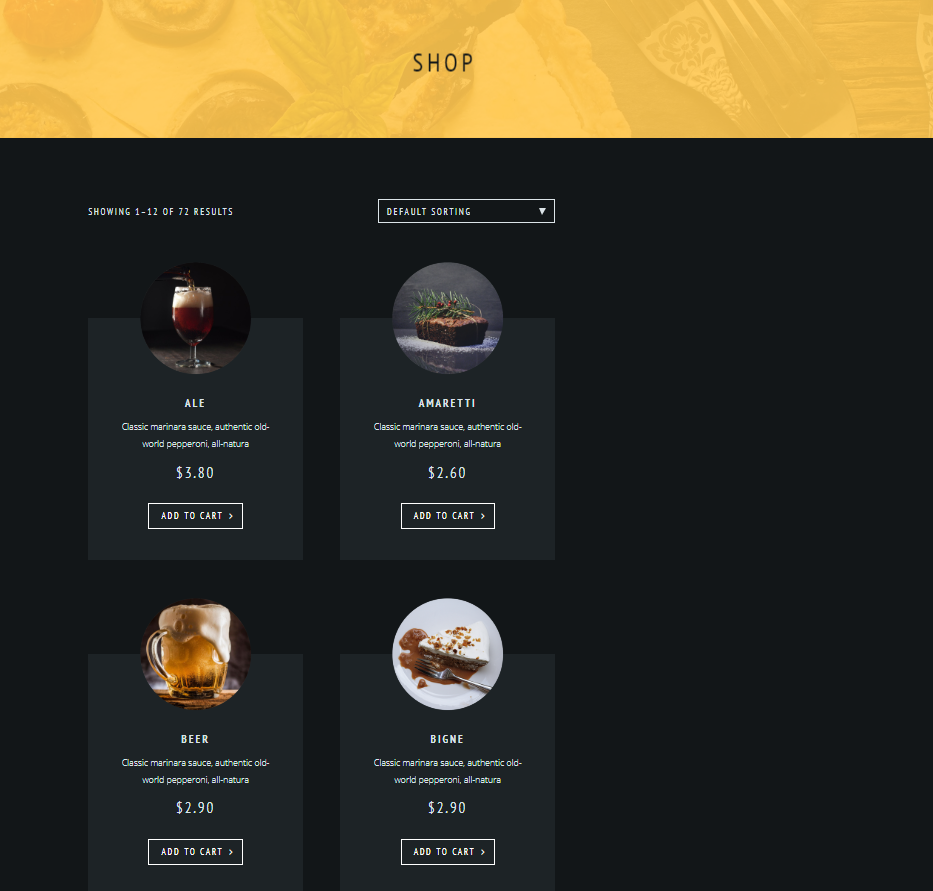 SHOP
SHOWING 1–12 OF 72 RESULTS
DEFAULT SORTING
ALE
Classic marinara sauce, authentic old-
world pepperoni, all-natura
$3.80
ADD TO CART >
AMARETTI
Classic marinara sauce, authentic old-
world pepperoni, all-natura
$2.60
ADD TO CART >
BEER
Classic marinara sauce, authentic old-
world pepperoni, all-natura
$2.90
ADD TO CART >
BIGNE
Classic marinara sauce, authentic old-
world pepperoni, all-natura
$2.90
ADD TO CART >